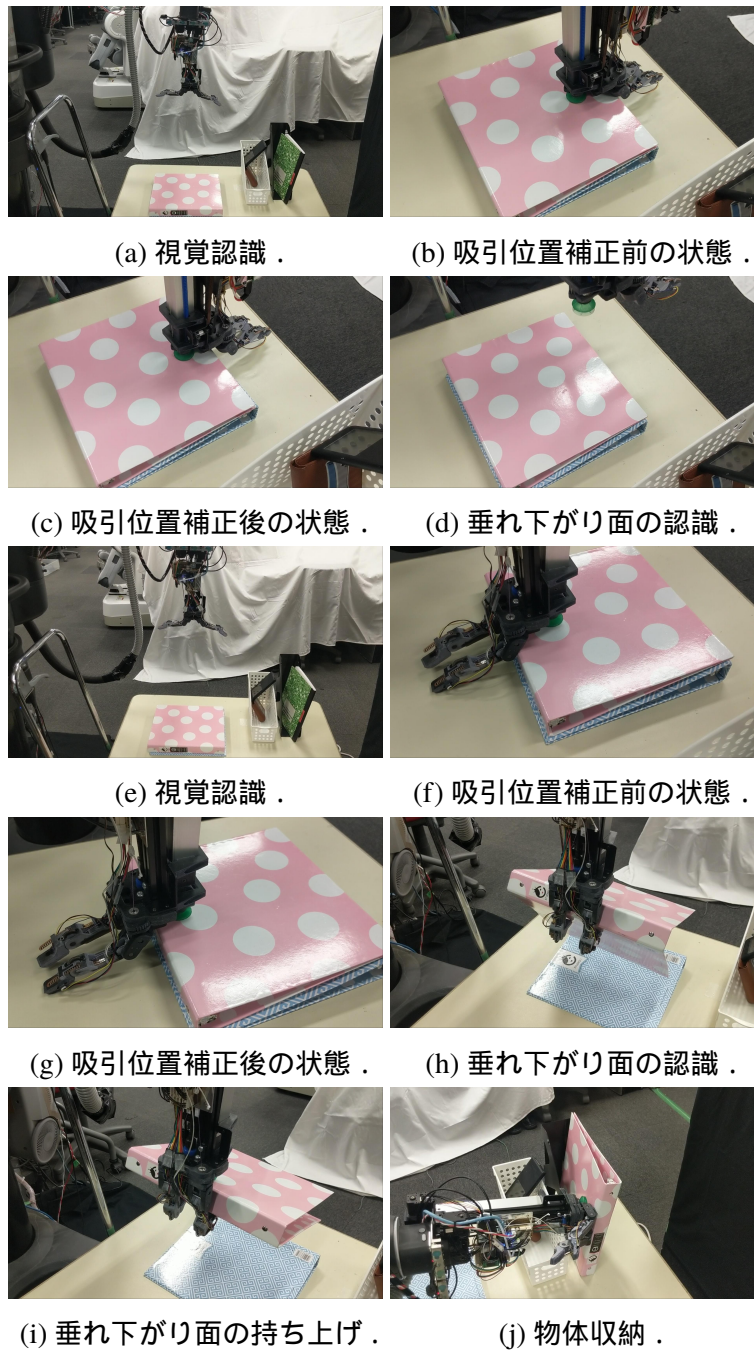 (a) 視覚認識．
(b) 吸引位置補正前の状態．
(c) 吸引位置補正後の状態．
(d) 垂れ下がり面の認識．
(e) 視覚認識．
(f) 吸引位置補正前の状態．
(g) 吸引位置補正後の状態．
(h) 垂れ下がり面の認識．
(i) 垂れ下がり面の持ち上げ．
(j) 物体収納．